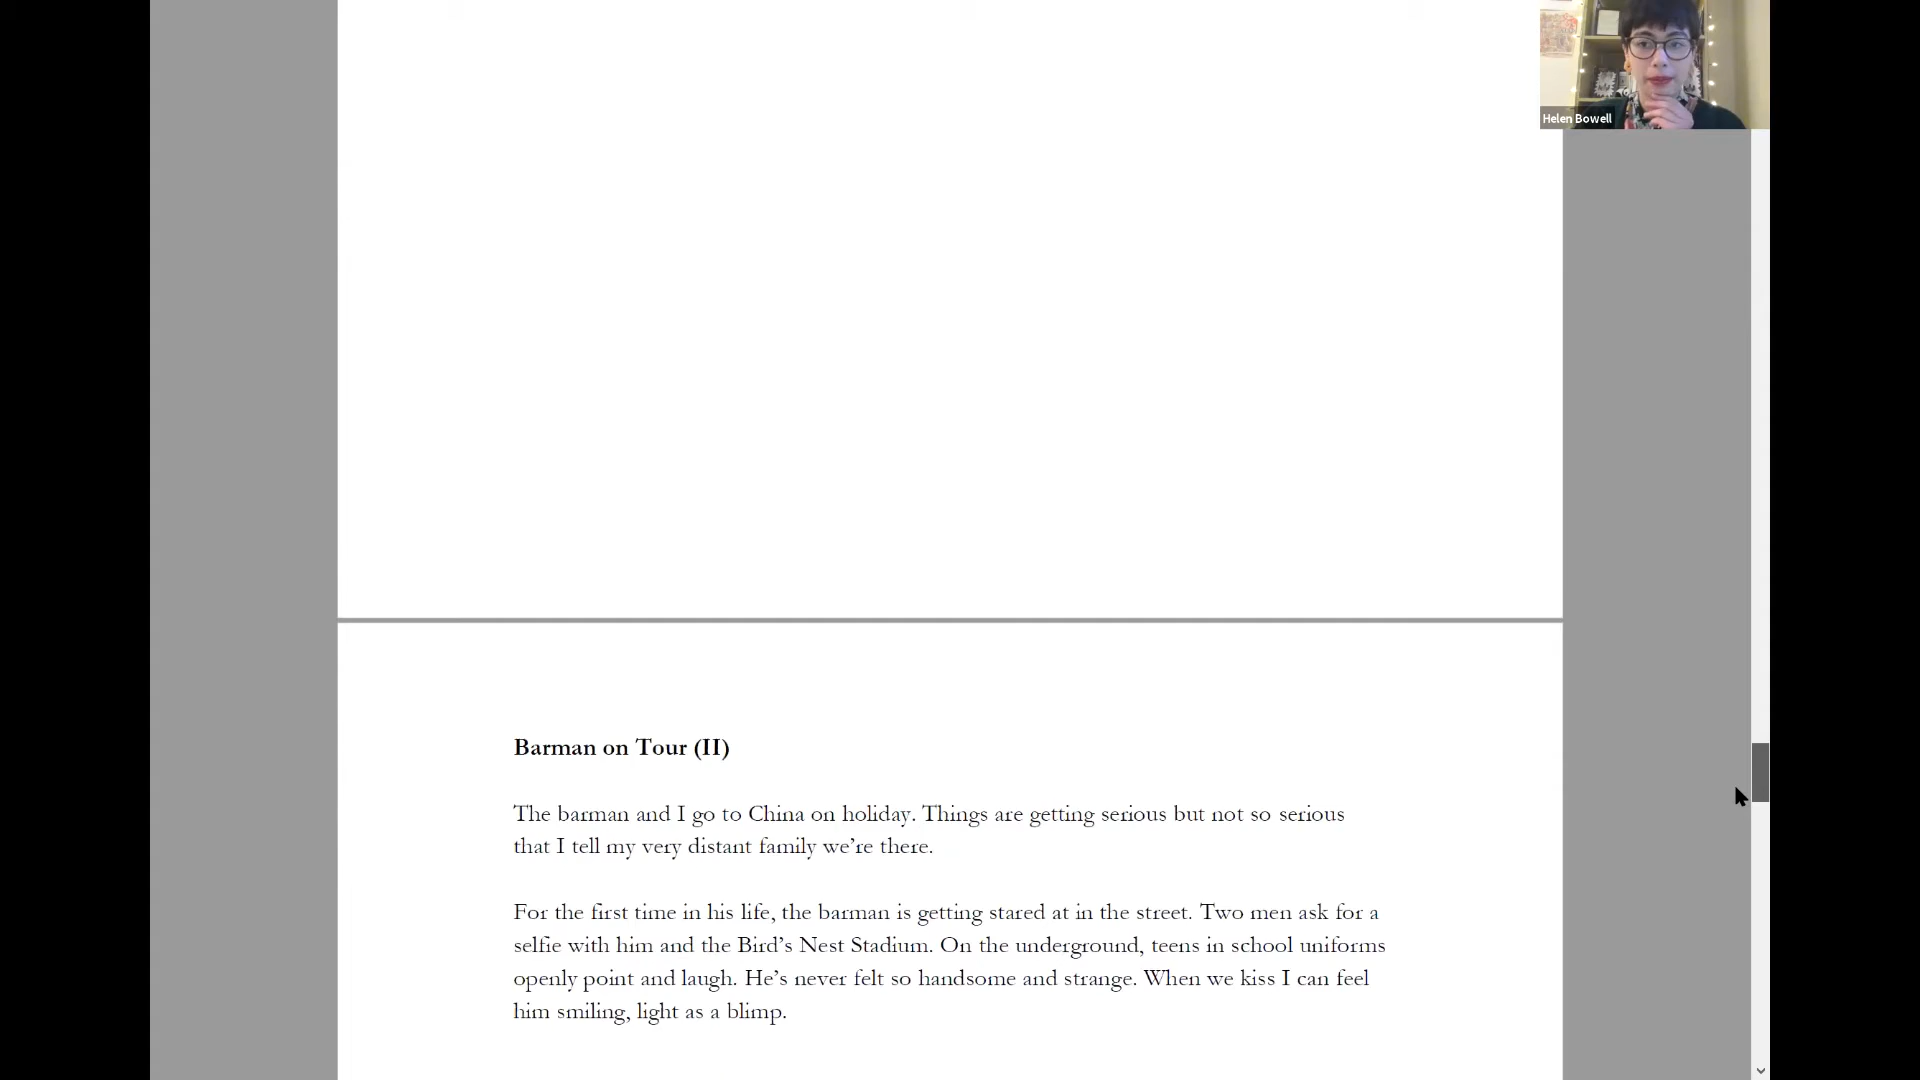 Helen Bowell
Barman on Tour (II)
The barman and I go to China on holiday. Things are getting serious but not so serious
that I tell my very distant family we’re there.
For the first time in his life, the barman is getting stared at in the street. Two men ask for a
selfie with him and the Bird’s Nest Stadium. On the underground, teens in school uniforms
openly point and laugh. He’s never felt so handsome and strange. When we kiss I can feel
him smiling, light as a blimp.